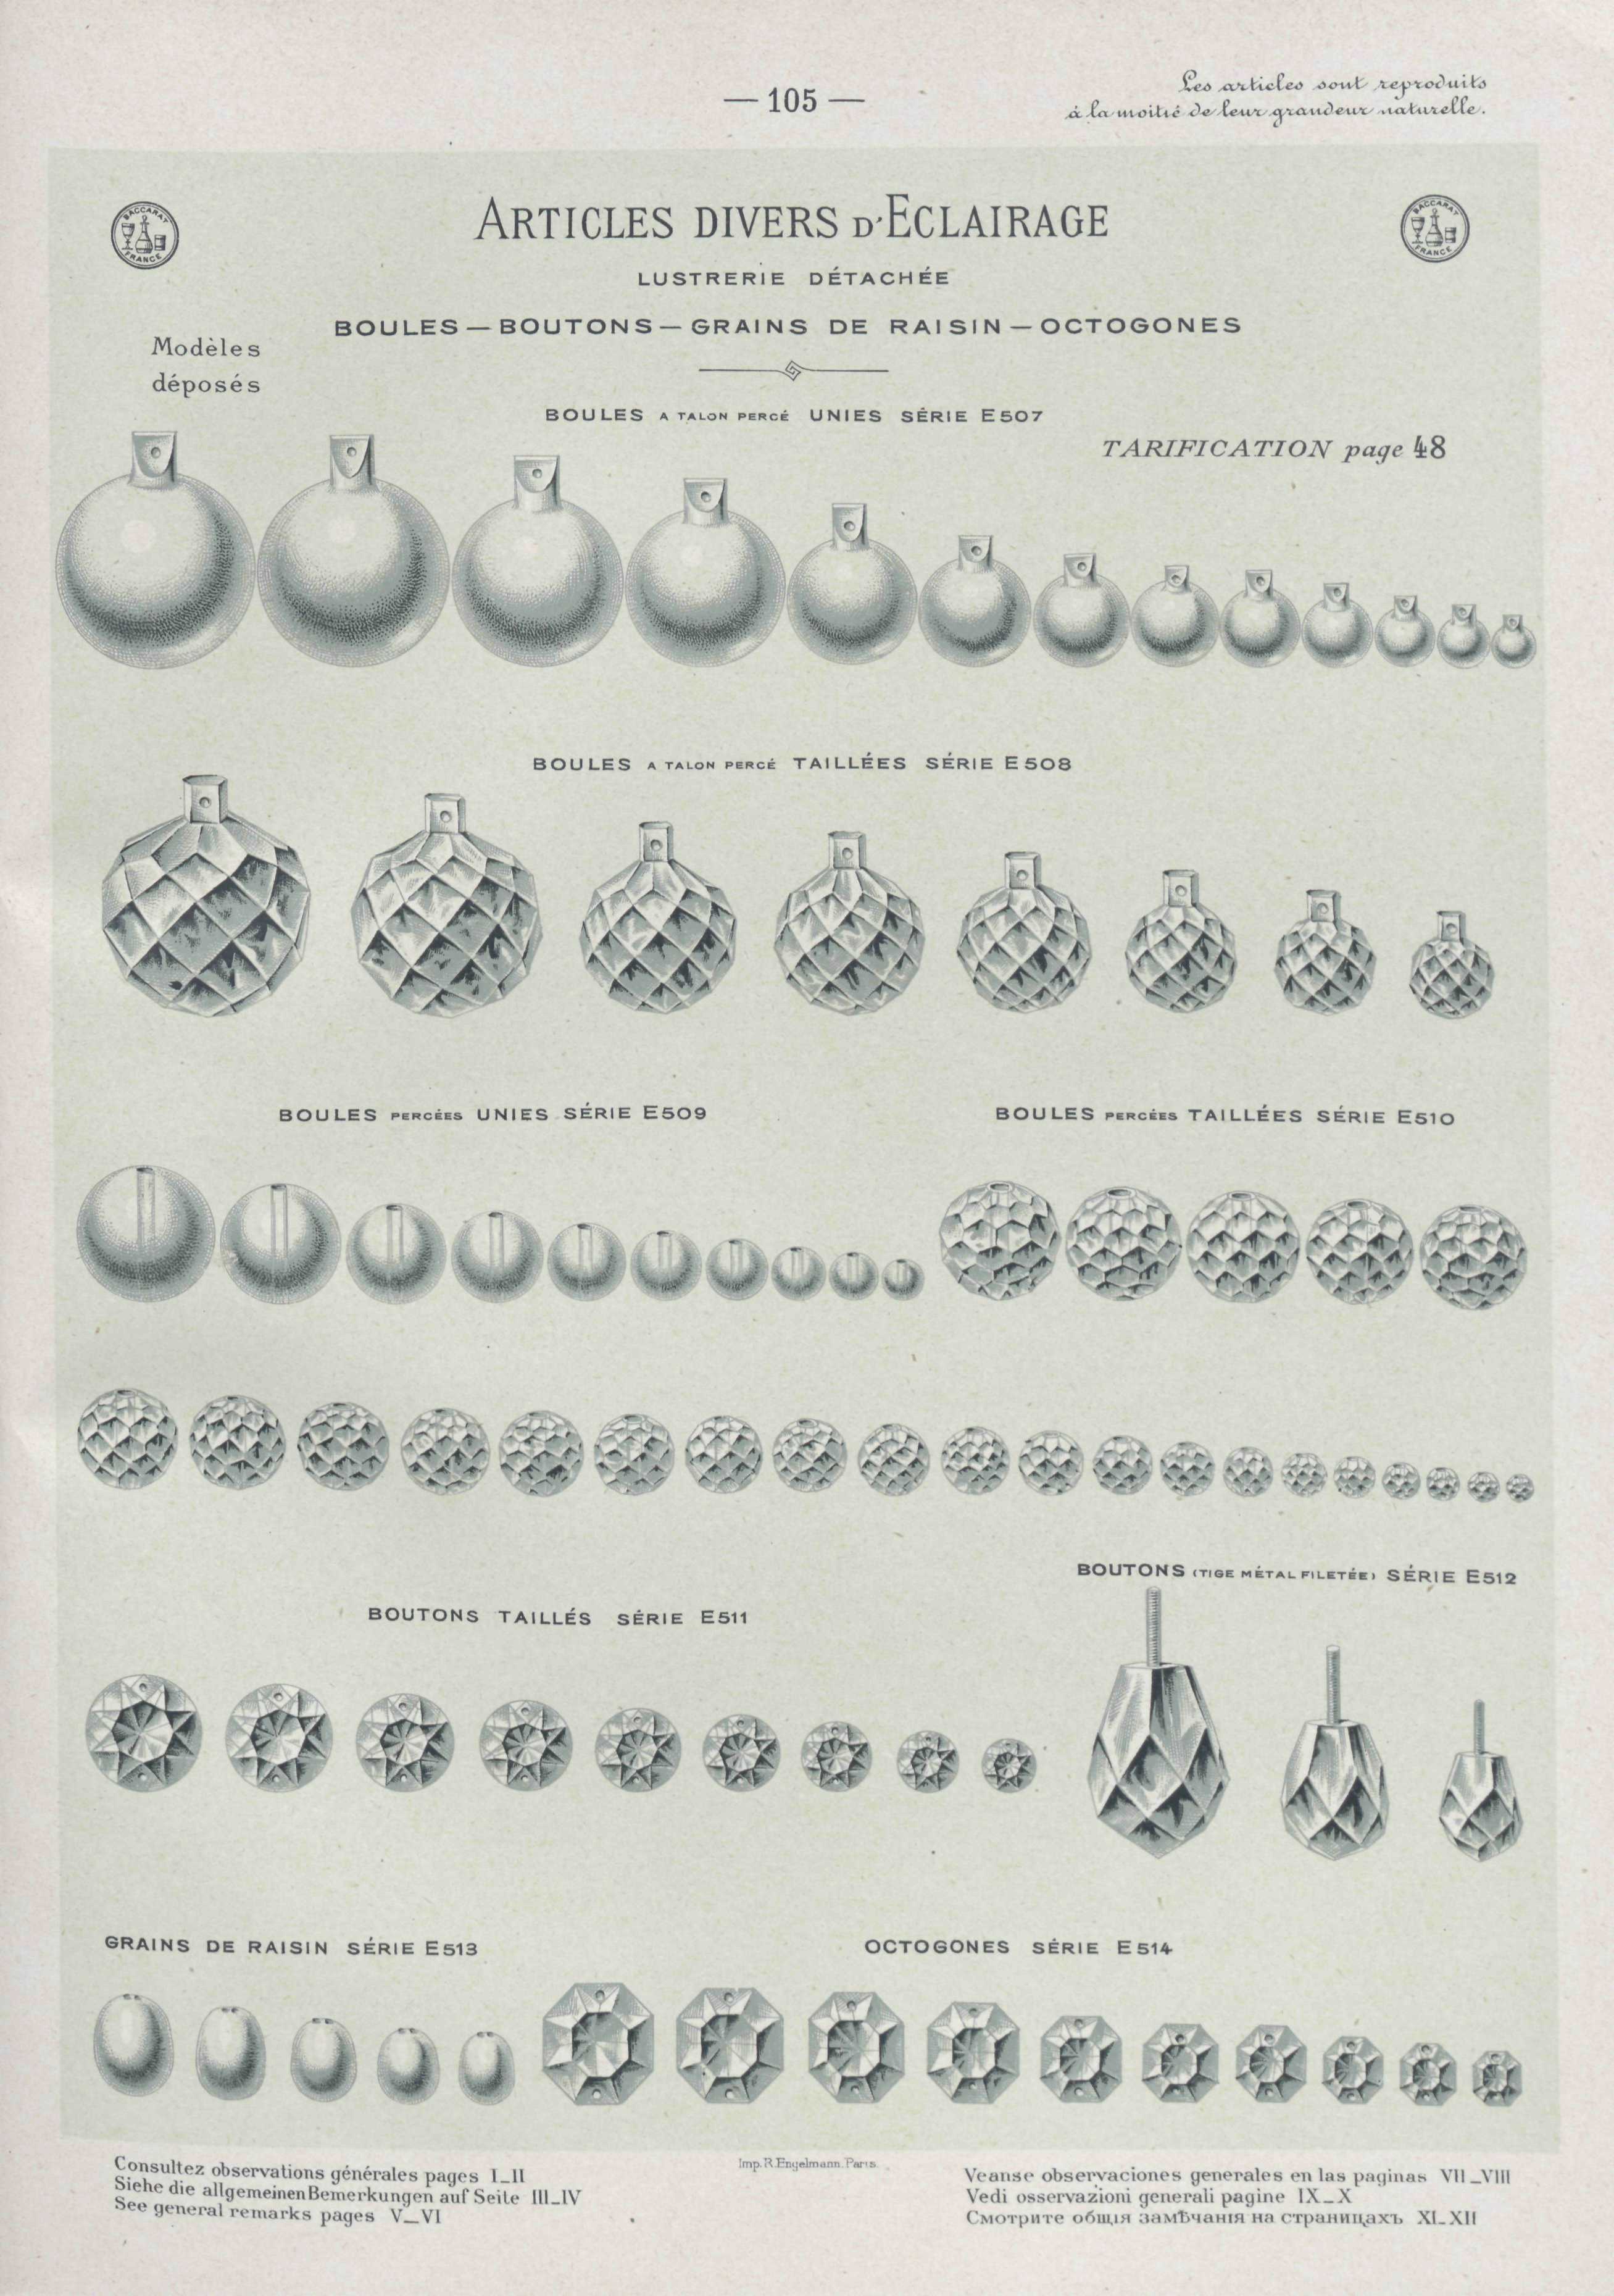 — 105 —
Les articles sont reproduits
à la moitié de leur grandeur naturelle.
BACCARAT
FRANCE
BACCARAT
FRANCE
ARTICLES DIVERS D'ECLAIRAGE
LUSTRERIE DÉTACHÉE
BOULES — BOUTONS — GRAINS DE RAISIN — OCTOGONES
Modèles
déposés
BOULES A TALON PERCÉ UNIES SÉRIE E507
TARIFICATION page 48
BOULES A TALON PERCÉ TAILLÉES SÉRIE E508
BOULES PERCÉES UNIES SÉRIE E509
BOULES PERCÉES TAILLÉES SÉRIE E510
BOUTONS (TIGE MÉTAL FILETÉE) SÉRIE E512
BOUTONS TAILLÉS SÉRIE E511
GRAINS DE RAISIN SÉRIE E513
OCTOGONES SÉRIE E514
Consultez observations générales pages I_II
Siehe die allgemeinen Bemerkungen auf Seite III_IV
See general remarks pages V_VI
Imp. R. Engelmann. Paris.
Veanse observaciones generales en las paginas VII_VIII
Vedi osservazioni generali pagine IX_X
Смотрите общія замѣчанія на страницахъ XI_XII